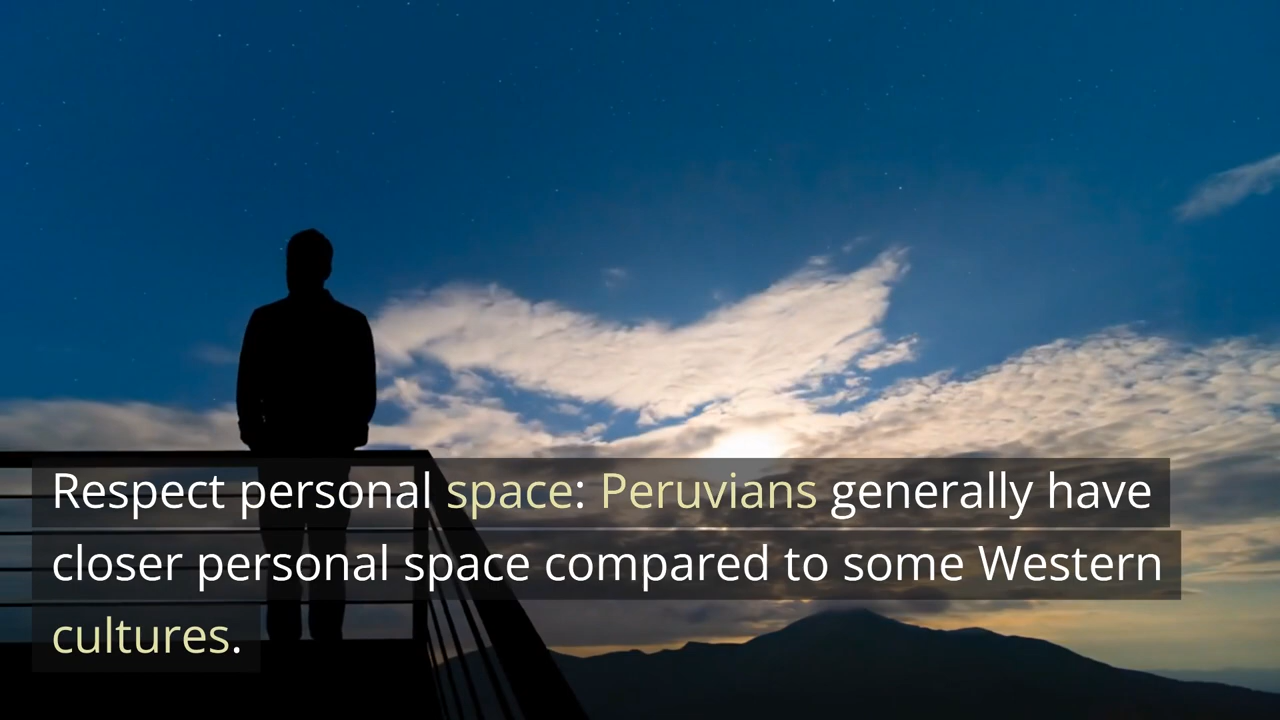 Respect personal space: Peruvians generally have
closer personal space compared to some Western
cultures.